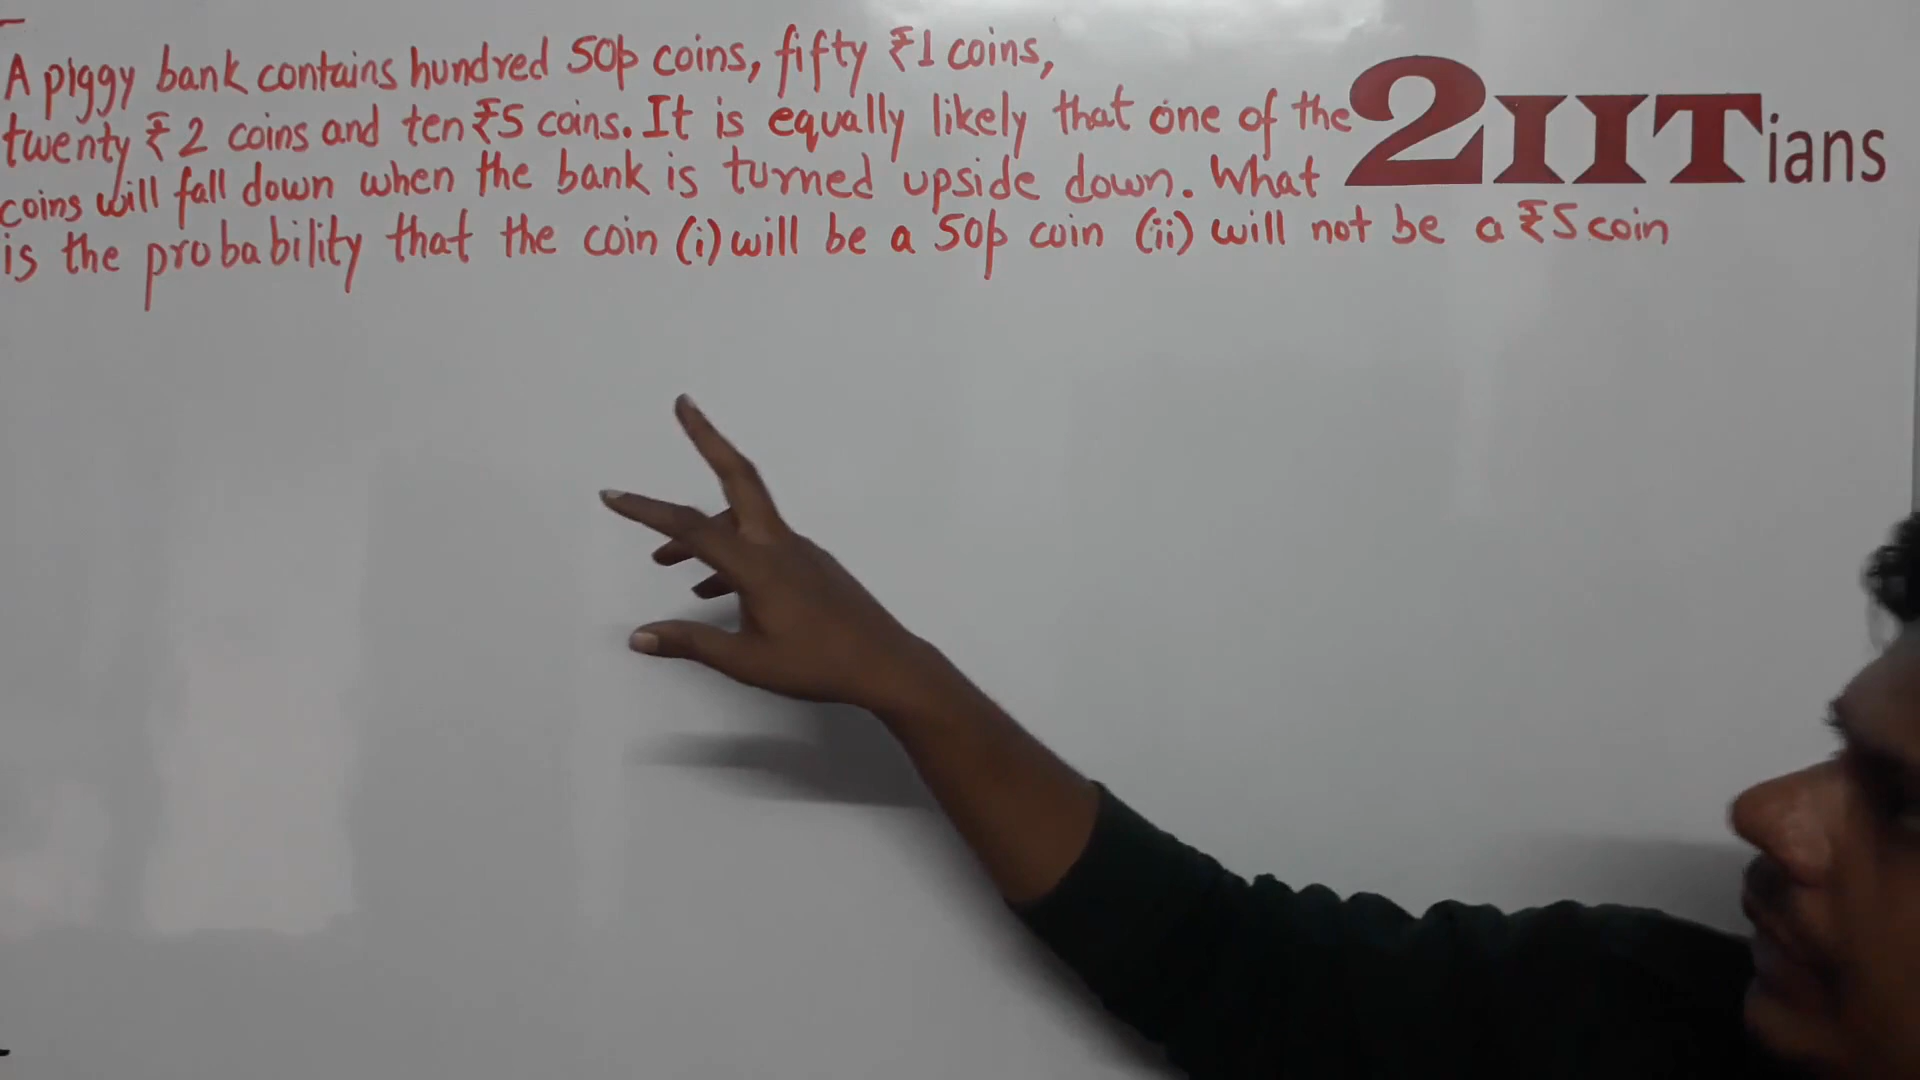 A piggy bank contains hundred 50p coins, fifty ₹1 coins,
twenty ₹2 coins and ten ₹5 coins. It is equally likely that one of the
coins will fall down when the bank is turned upside down. What
is the probability that the coin (i) will be a 50p coin (ii) will not be a ₹5 coin
2IITians